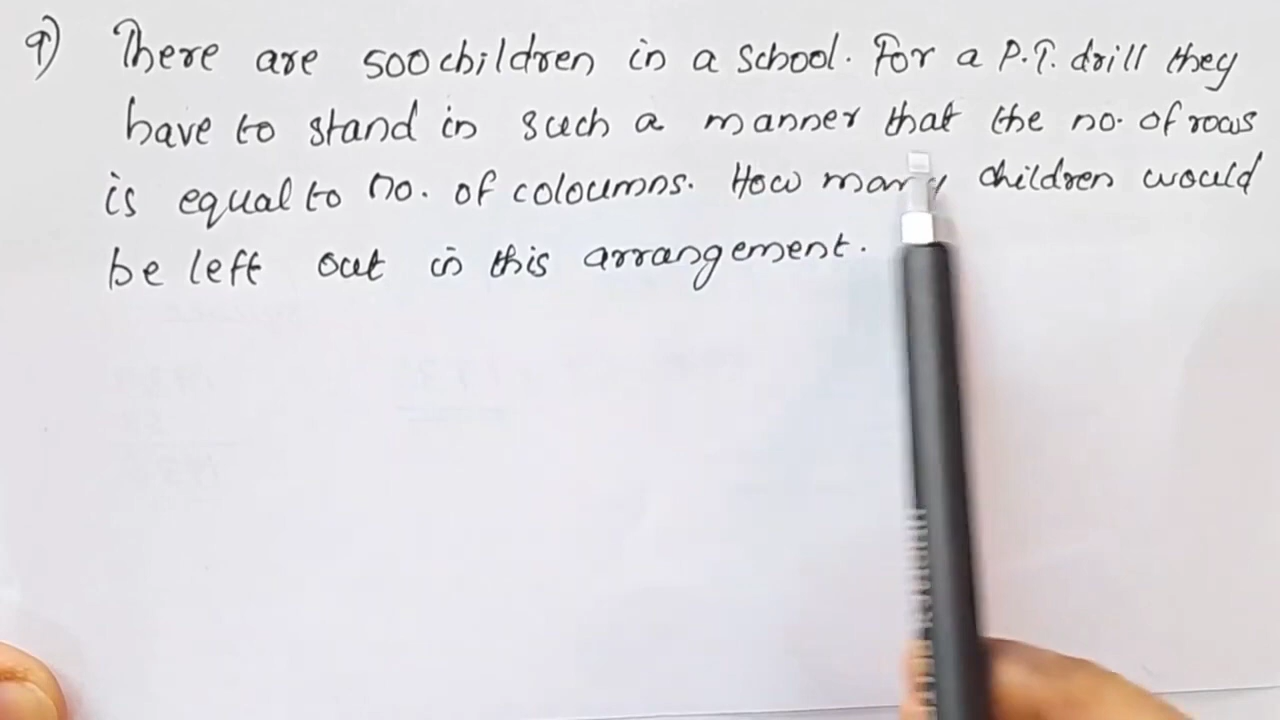 9) There are 500 children in a school. For a P.T. drill they
have to stand in such a manner that the no. of rows
is equal to no. of coloumns. How many children would
be left out in this arrangement.